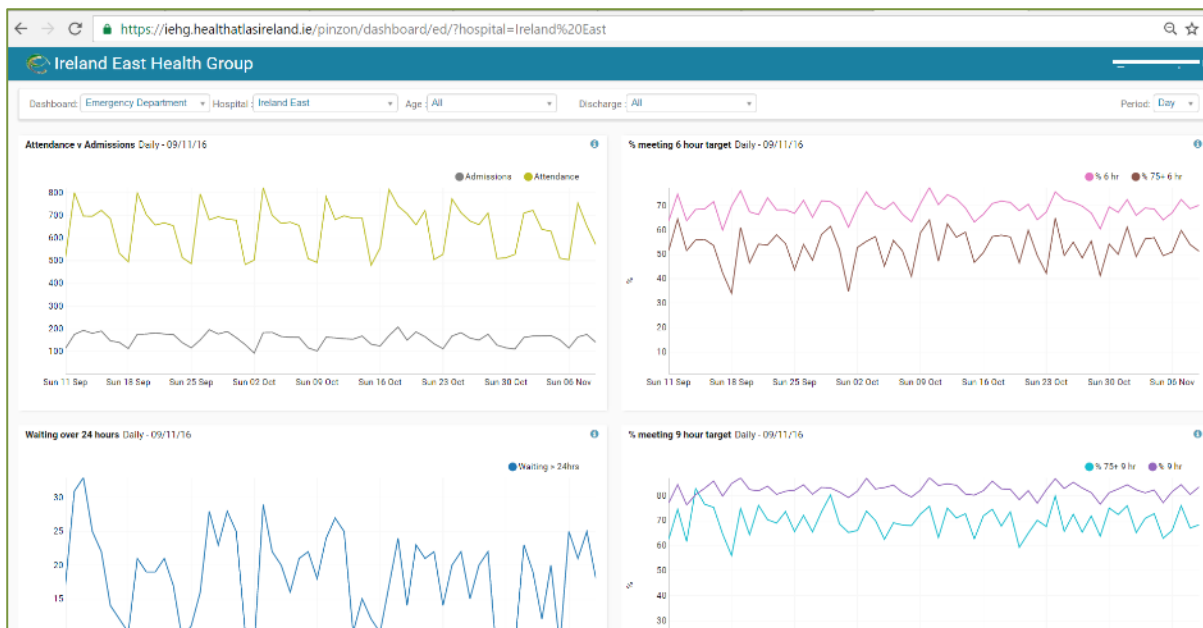 https://iehg.healthatlasireland.ie/pinzon/dashboard/ed/?hospital=Ireland%20East
Ireland East Health Group
Dashboard: Emergency Department Hospital : Ireland East Age : All Discharge : All Period: Day
Attendance v Admissions Daily - 09/11/16
Admissions Attendance
800
700
600
500
400
300
200
100
Sun 11 Sep Sun 18 Sep Sun 25 Sep Sun 02 Oct Sun 09 Oct Sun 16 Oct Sun 23 Oct Sun 30 Oct Sun 06 Nov
% meeting 6 hour target Daily - 09/11/16
% 6 hr % 75+ 6 hr
70
60
50
40
%
30
20
10
Sun 11 Sep Sun 18 Sep Sun 25 Sep Sun 02 Oct Sun 09 Oct Sun 16 Oct Sun 23 Oct Sun 30 Oct Sun 06 Nov
Waiting over 24 hours Daily - 09/11/16
Waiting > 24hrs
30
25
20
15
% meeting 9 hour target Daily - 09/11/16
% 75+ 9 hr % 9 hr
80
70
60
50
%
40
30